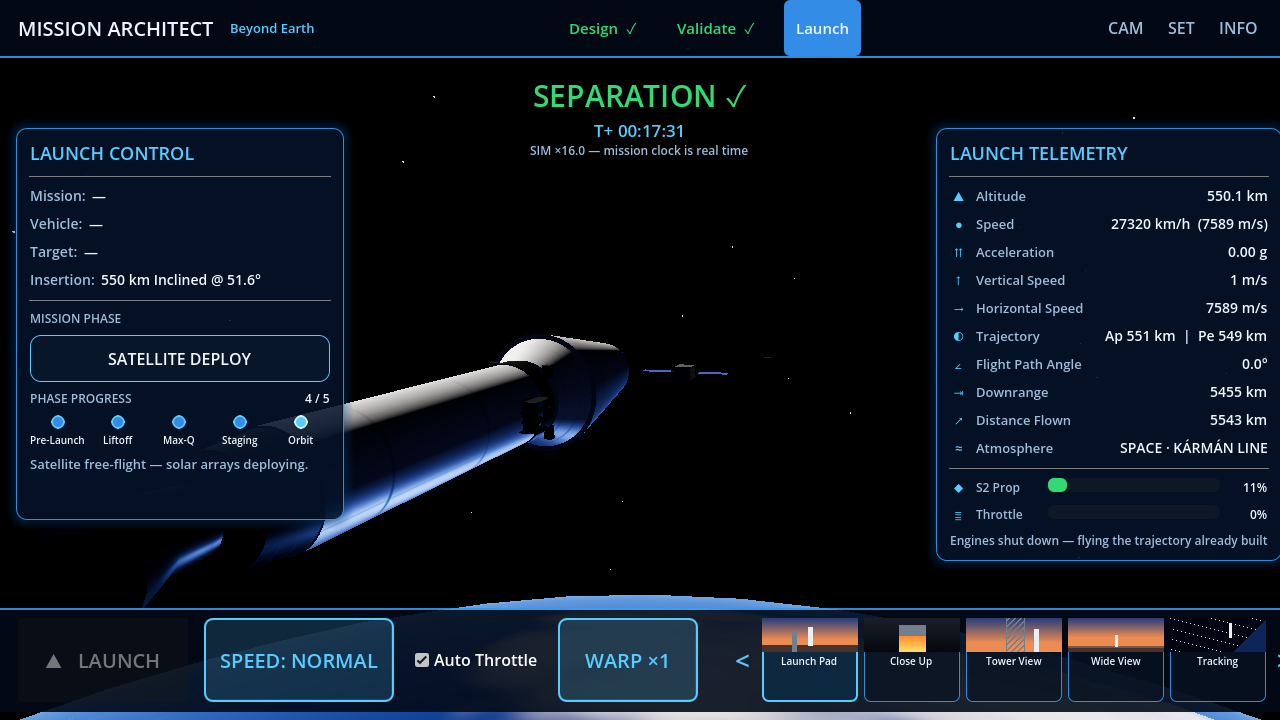 MISSION ARCHITECT Beyond Earth Design ✓ Validate ✓ Launch CAM SET INFO
SEPARATION ✓
T+ 00:17:31
SIM ×16.0 — mission clock is real time
LAUNCH CONTROL
Mission: —
Vehicle: —
Target: —
Insertion: 550 km Inclined @ 51.6°
MISSION PHASE
SATELLITE DEPLOY
PHASE PROGRESS 4 / 5
Pre-Launch Liftoff Max-Q Staging Orbit
Satellite free-flight — solar arrays deploying.
LAUNCH TELEMETRY
Altitude 550.1 km
Speed 27320 km/h (7589 m/s)
Acceleration 0.00 g
Vertical Speed 1 m/s
Horizontal Speed 7589 m/s
Trajectory Ap 551 km | Pe 549 km
Flight Path Angle 0.0°
Downrange 5455 km
Distance Flown 5543 km
Atmosphere SPACE · KÁRMÁN LINE
S2 Prop 11%
Throttle 0%
Engines shut down — flying the trajectory already built
▲ LAUNCH SPEED: NORMAL Auto Throttle WARP ×1 < Launch Pad Close Up Tower View Wide View Tracking